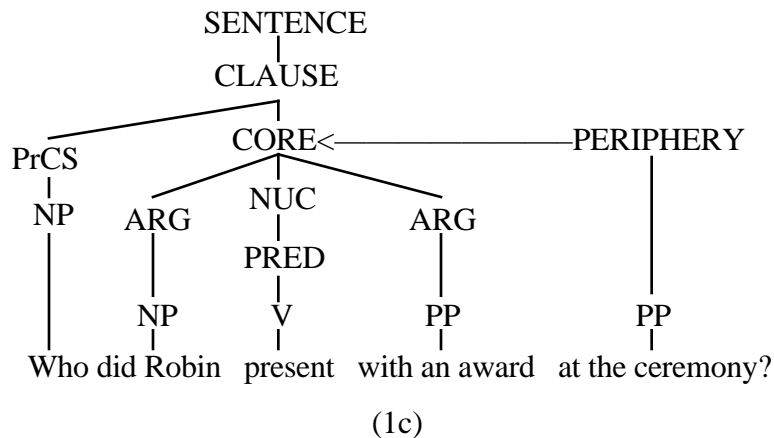 SENTENCE
CLAUSE
CORE< PERIPHERY
PrCS
NUC
NP ARG ARG
PRED
NP V PP PP
Who did Robin present with an award at the ceremony?
(1c)